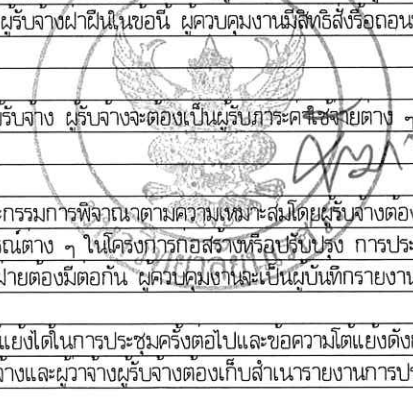 ผู้รับจ้างฝ่าฝืนในข้อนี้ ผู้ควบคุมงานมีสิทธิสั่งรื้อถอน
รับจ้าง ผู้รับจ้างจะต้องเป็นผู้รับภาระค่าใช้จ่ายต่าง ๆ
ะกรรมการพิจาณาตามความเหมาะสมโดยผู้รับจ้างต้อง
รณ์ต่าง ๆ ในโครงการก่อสร้างหรือปรับปรุง การประ
ฝ่ายต้องมีต่อกัน ผู้ควบคุมงานจะเป็นผู้บันทึกรายงาน
แย้งได้ในการประชุมครั้งต่อไปและข้อความโต้แย้งดัง
จ้างและผู้ว่าจ้างผู้รับจ้างต้องเก็บสำเนารายงานการปร